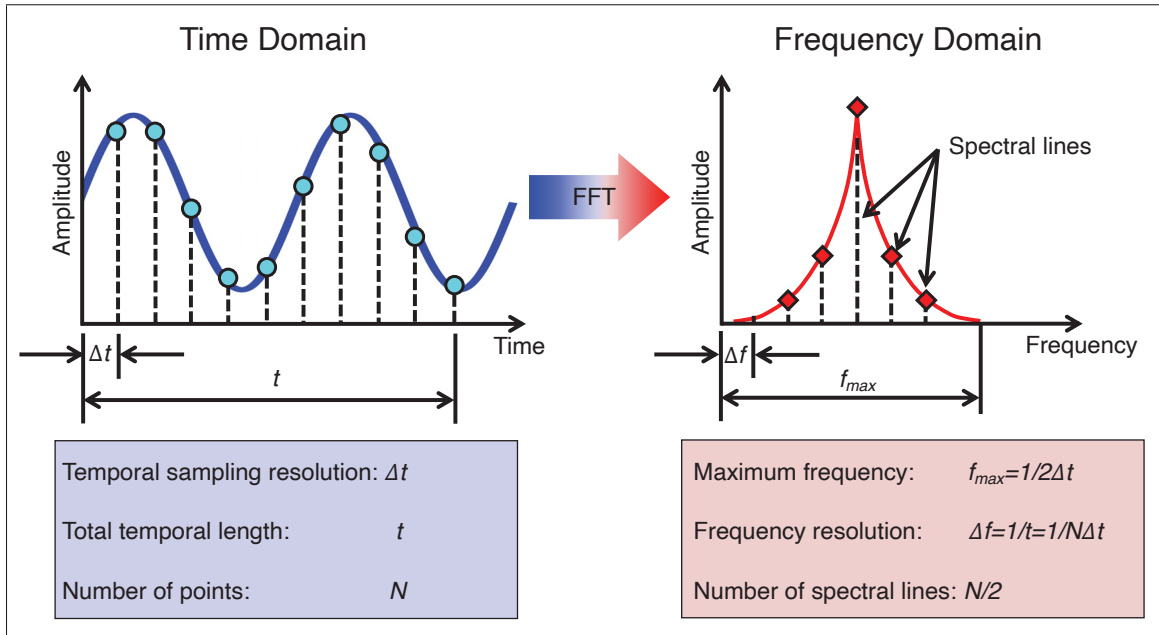 Time Domain
Frequency Domain
Amplitude
Time
Δt
t
FFT
Amplitude
Spectral lines
Frequency
Δf
fmax
Temporal sampling resolution: Δt
Total temporal length: t
Number of points: N
Maximum frequency: fmax=1/2Δt
Frequency resolution: Δf=1/t=1/NΔt
Number of spectral lines: N/2